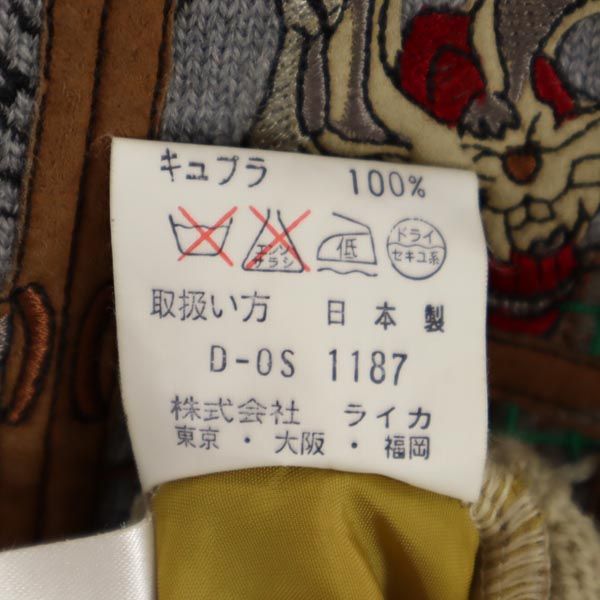 キュプラ 100%
エンソ サラシ 低 ドライ セキユ系
取扱い方 日本製
D-0S 1187
株式会社 ライカ
東京・大阪・福岡